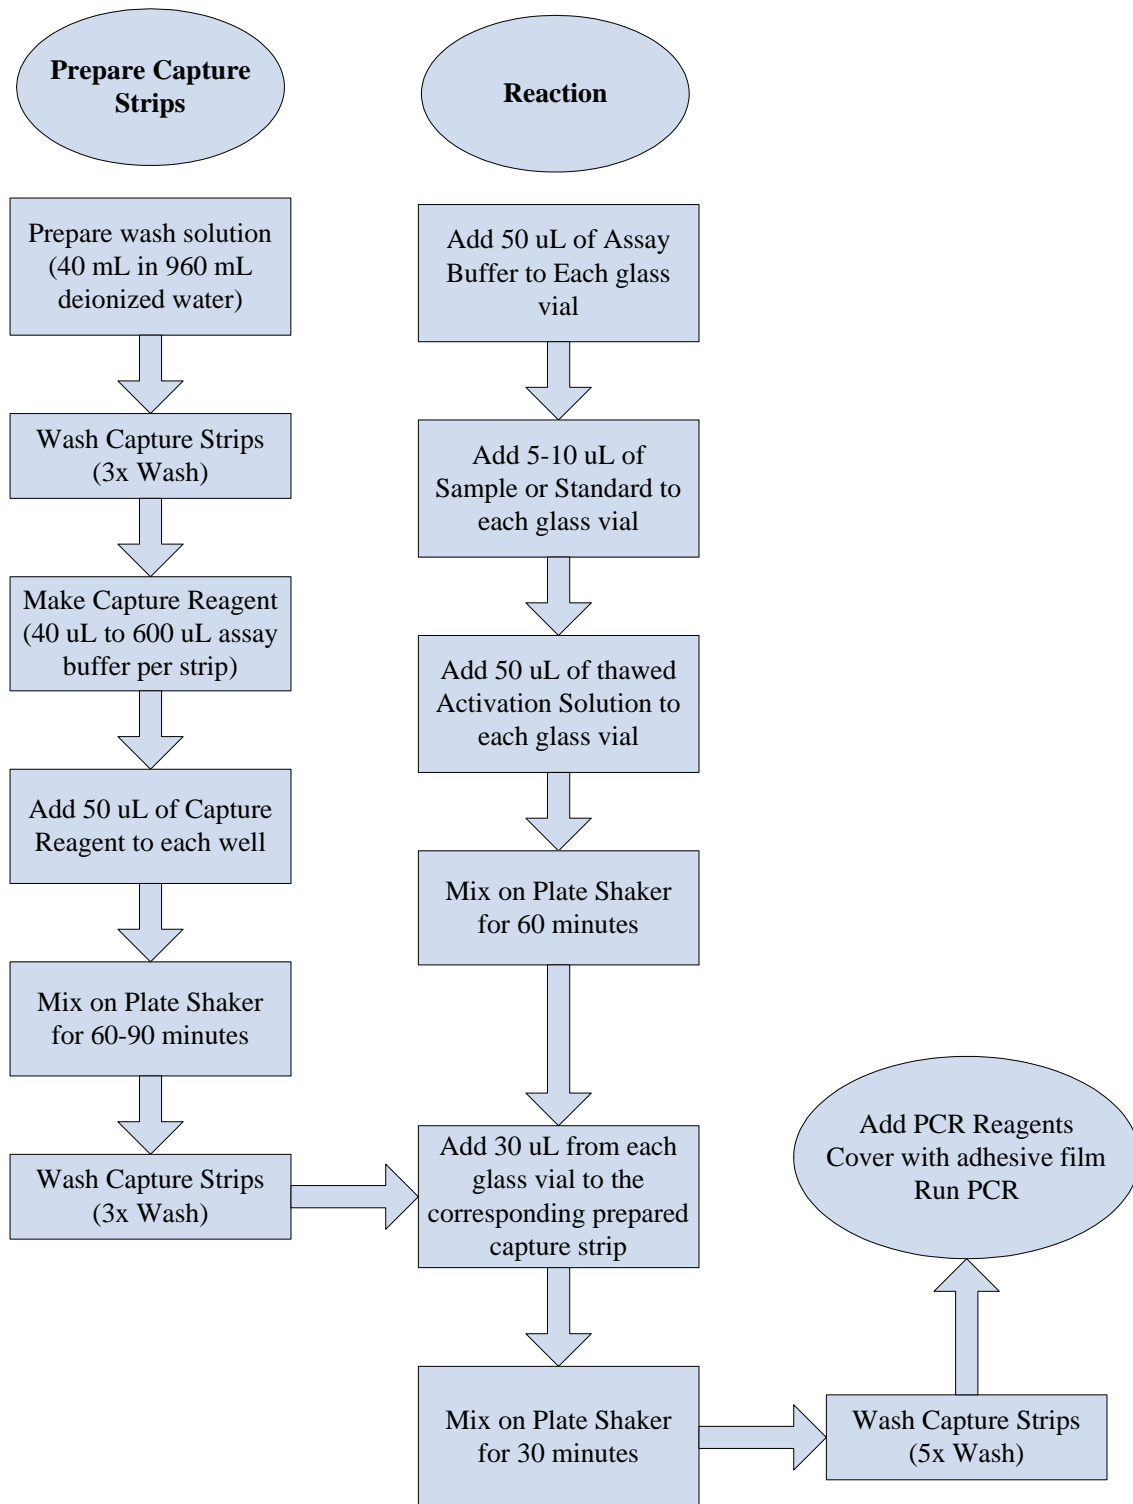 Prepare Capture
Strips
Prepare wash solution
(40 mL in 960 mL
deionized water)
Wash Capture Strips
(3x Wash)
Make Capture Reagent
(40 uL to 600 uL assay
buffer per strip)
Add 50 uL of Capture
Reagent to each well
Mix on Plate Shaker
for 60-90 minutes
Wash Capture Strips
(3x Wash)
Reaction
Add 50 uL of Assay
Buffer to Each glass
vial
Add 5-10 uL of
Sample or Standard to
each glass vial
Add 50 uL of thawed
Activation Solution to
each glass vial
Mix on Plate Shaker
for 60 minutes
Add 30 uL from each
glass vial to the
corresponding prepared
capture strip
Mix on Plate Shaker
for 30 minutes
Wash Capture Strips
(5x Wash)
Add PCR Reagents
Cover with adhesive film
Run PCR